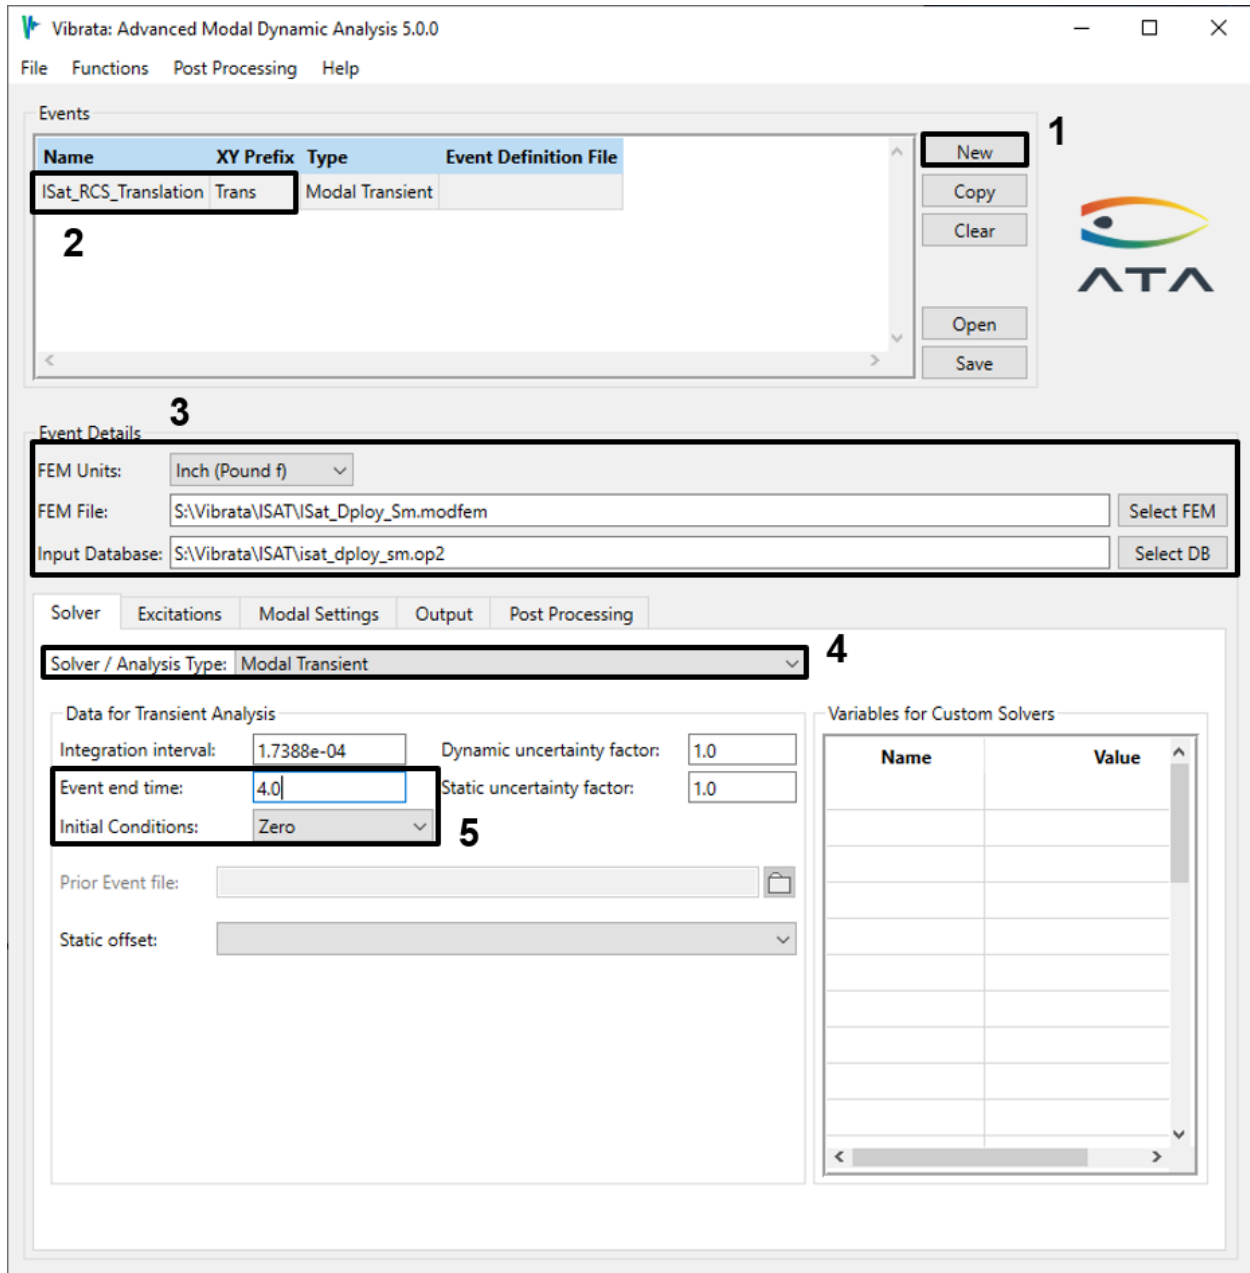 Vibrata: Advanced Modal Dynamic Analysis 5.0.0
File Functions Post Processing Help
Events
1
Name XY Prefix Type Event Definition File
New
ISat_RCS_Translation Trans Modal Transient
Copy
2
Clear
ATA
Open
Save
3
Event Details
FEM Units: Inch (Pound f)
FEM File: S:\Vibrata\ISAT\ISat_Dploy_Sm.modfem Select FEM
Input Database: S:\Vibrata\ISAT\isat_dploy_sm.op2 Select DB
Solver Excitations Modal Settings Output Post Processing
Solver / Analysis Type: Modal Transient 4
Data for Transient Analysis Variables for Custom Solvers
Integration interval: 1.7388e-04 Dynamic uncertainty factor: 1.0 Name Value
Event end time: 4.0 Static uncertainty factor: 1.0
Initial Conditions: Zero 5
Prior Event file:
Static offset: